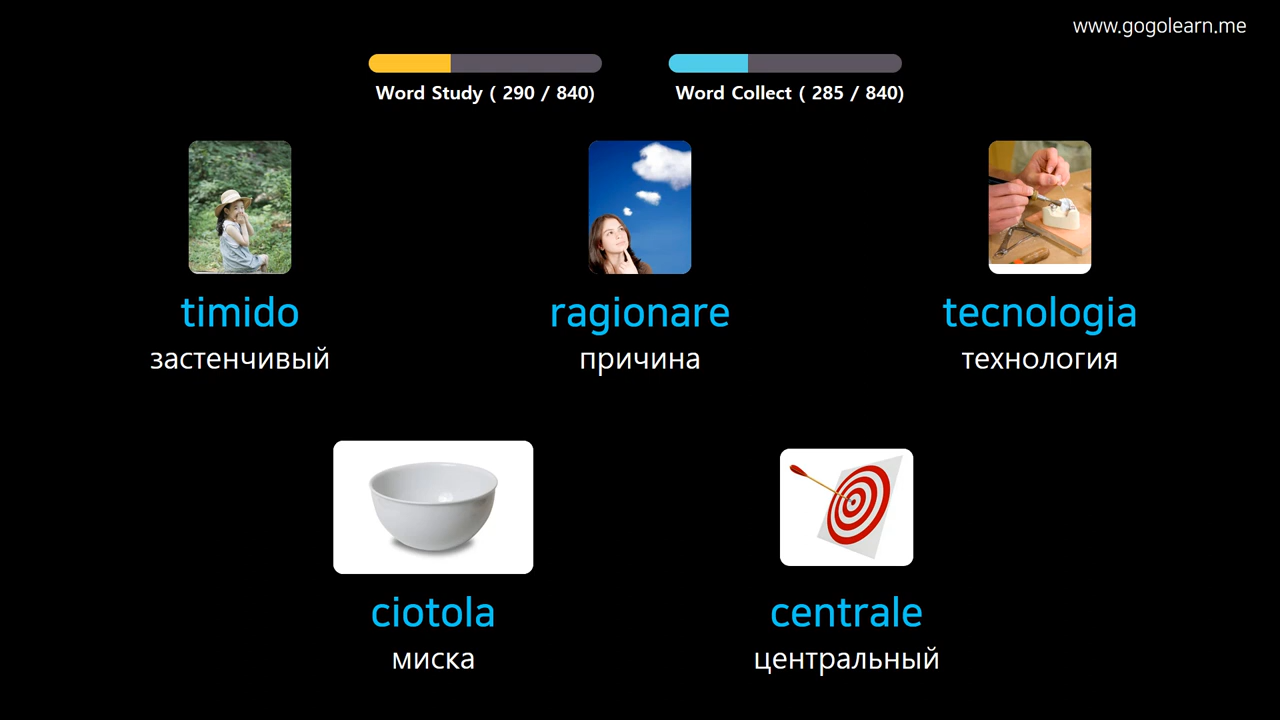 www.gogolearn.me
Word Study ( 290 / 840)
Word Collect ( 285 / 840)
timido
застенчивый
ragionare
причина
tecnologia
технология
ciotola
миска
centrale
центральный